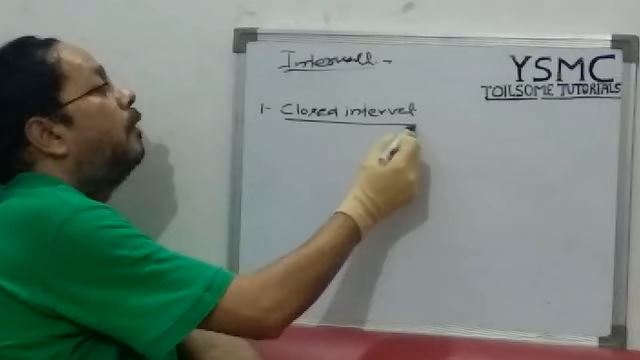 Intervall -
YSMC
TOILSOME TUTORIALS
1- Closed interval